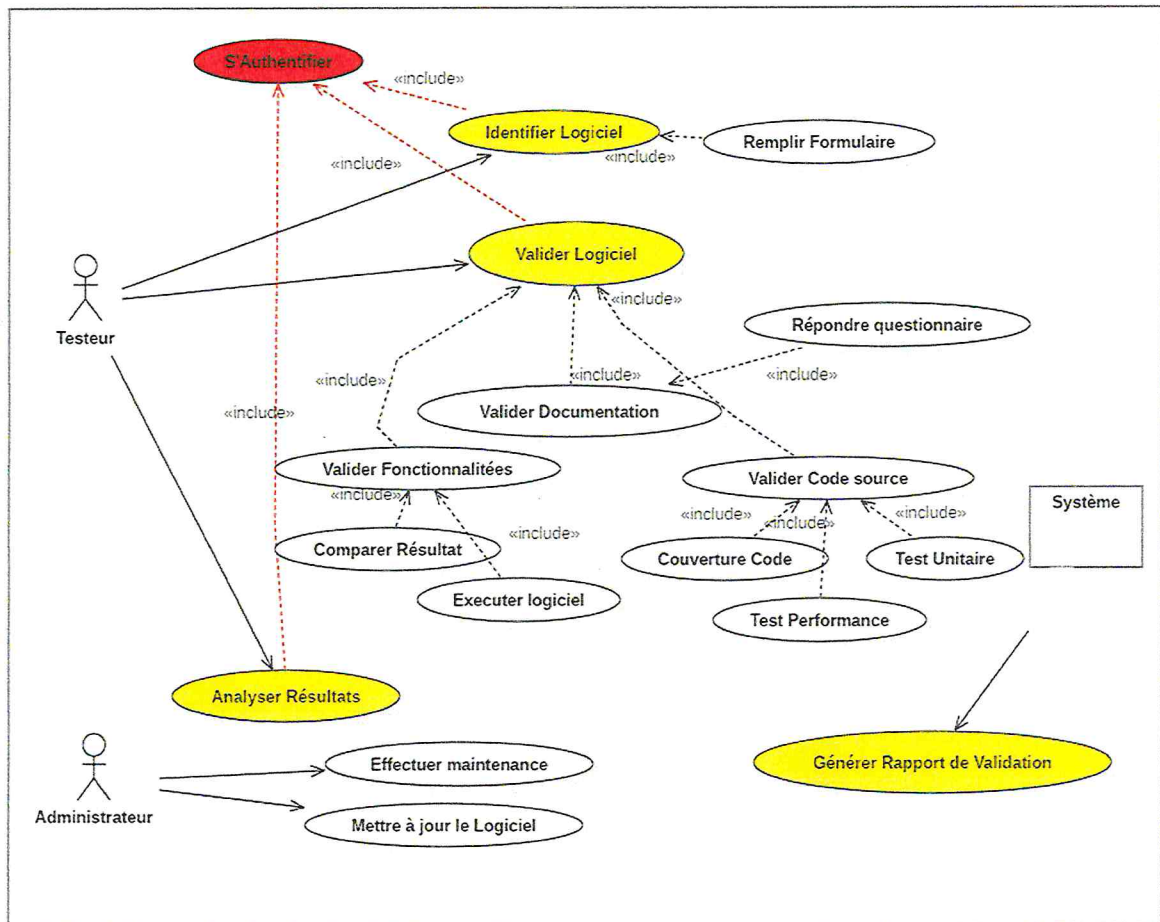 S'Authentifier
«include»
Identifier Logiciel
Remplir Formulaire
«include»
«include»
Valider Logiciel
«include»
Testeur
Répondre questionnaire
«include»
«include»
«include»
«include»
Valider Documentation
Valider Fonctionnalitées
Valider Code source
«include»
Système
«include»
«include»
«include»
«include»
Comparer Résultat
Couverture Code
Test Unitaire
Executer logiciel
Test Performance
Analyser Résultats
Effectuer maintenance
Générer Rapport de Validation
Administrateur
Mettre à jour le Logiciel